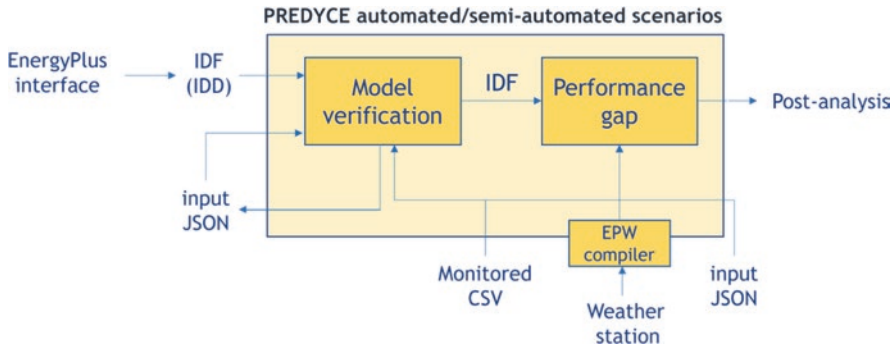 PREDYCE automated/semi-automated scenarios
EnergyPlus
interface
IDF
(IDD)
Model
verification
IDF
Performance
gap
Post-analysis
input
JSON
EPW
compiler
Monitored
CSV
Weather
station
input
JSON